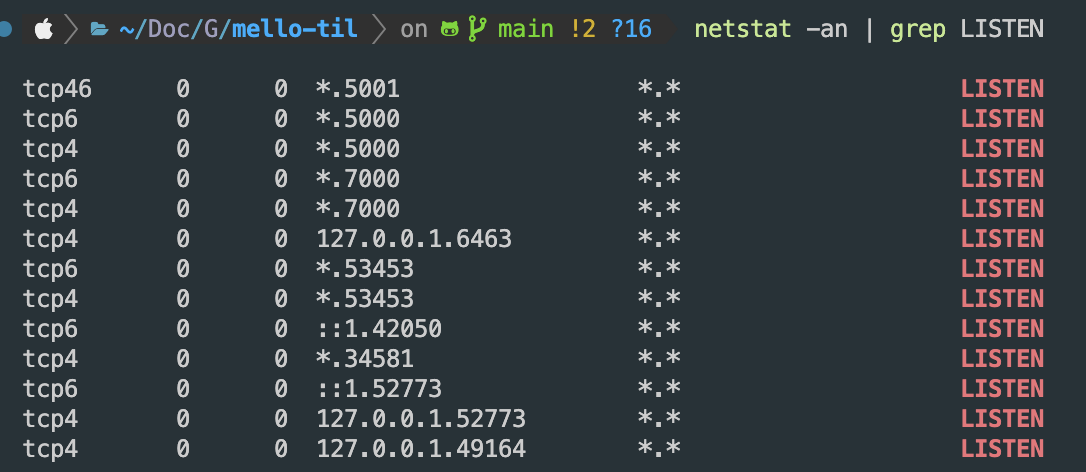 ~/Doc/G/mello-til on main !2 ?16 netstat -an | grep LISTEN
tcp46 0 0 *.5001 *.* LISTEN
tcp6 0 0 *.5000 *.* LISTEN
tcp4 0 0 *.5000 *.* LISTEN
tcp6 0 0 *.7000 *.* LISTEN
tcp4 0 0 *.7000 *.* LISTEN
tcp4 0 0 127.0.0.1.6463 *.* LISTEN
tcp6 0 0 *.53453 *.* LISTEN
tcp4 0 0 *.53453 *.* LISTEN
tcp6 0 0 ::1.42050 *.* LISTEN
tcp4 0 0 *.34581 *.* LISTEN
tcp6 0 0 ::1.52773 *.* LISTEN
tcp4 0 0 127.0.0.1.52773 *.* LISTEN
tcp4 0 0 127.0.0.1.49164 *.* LISTEN